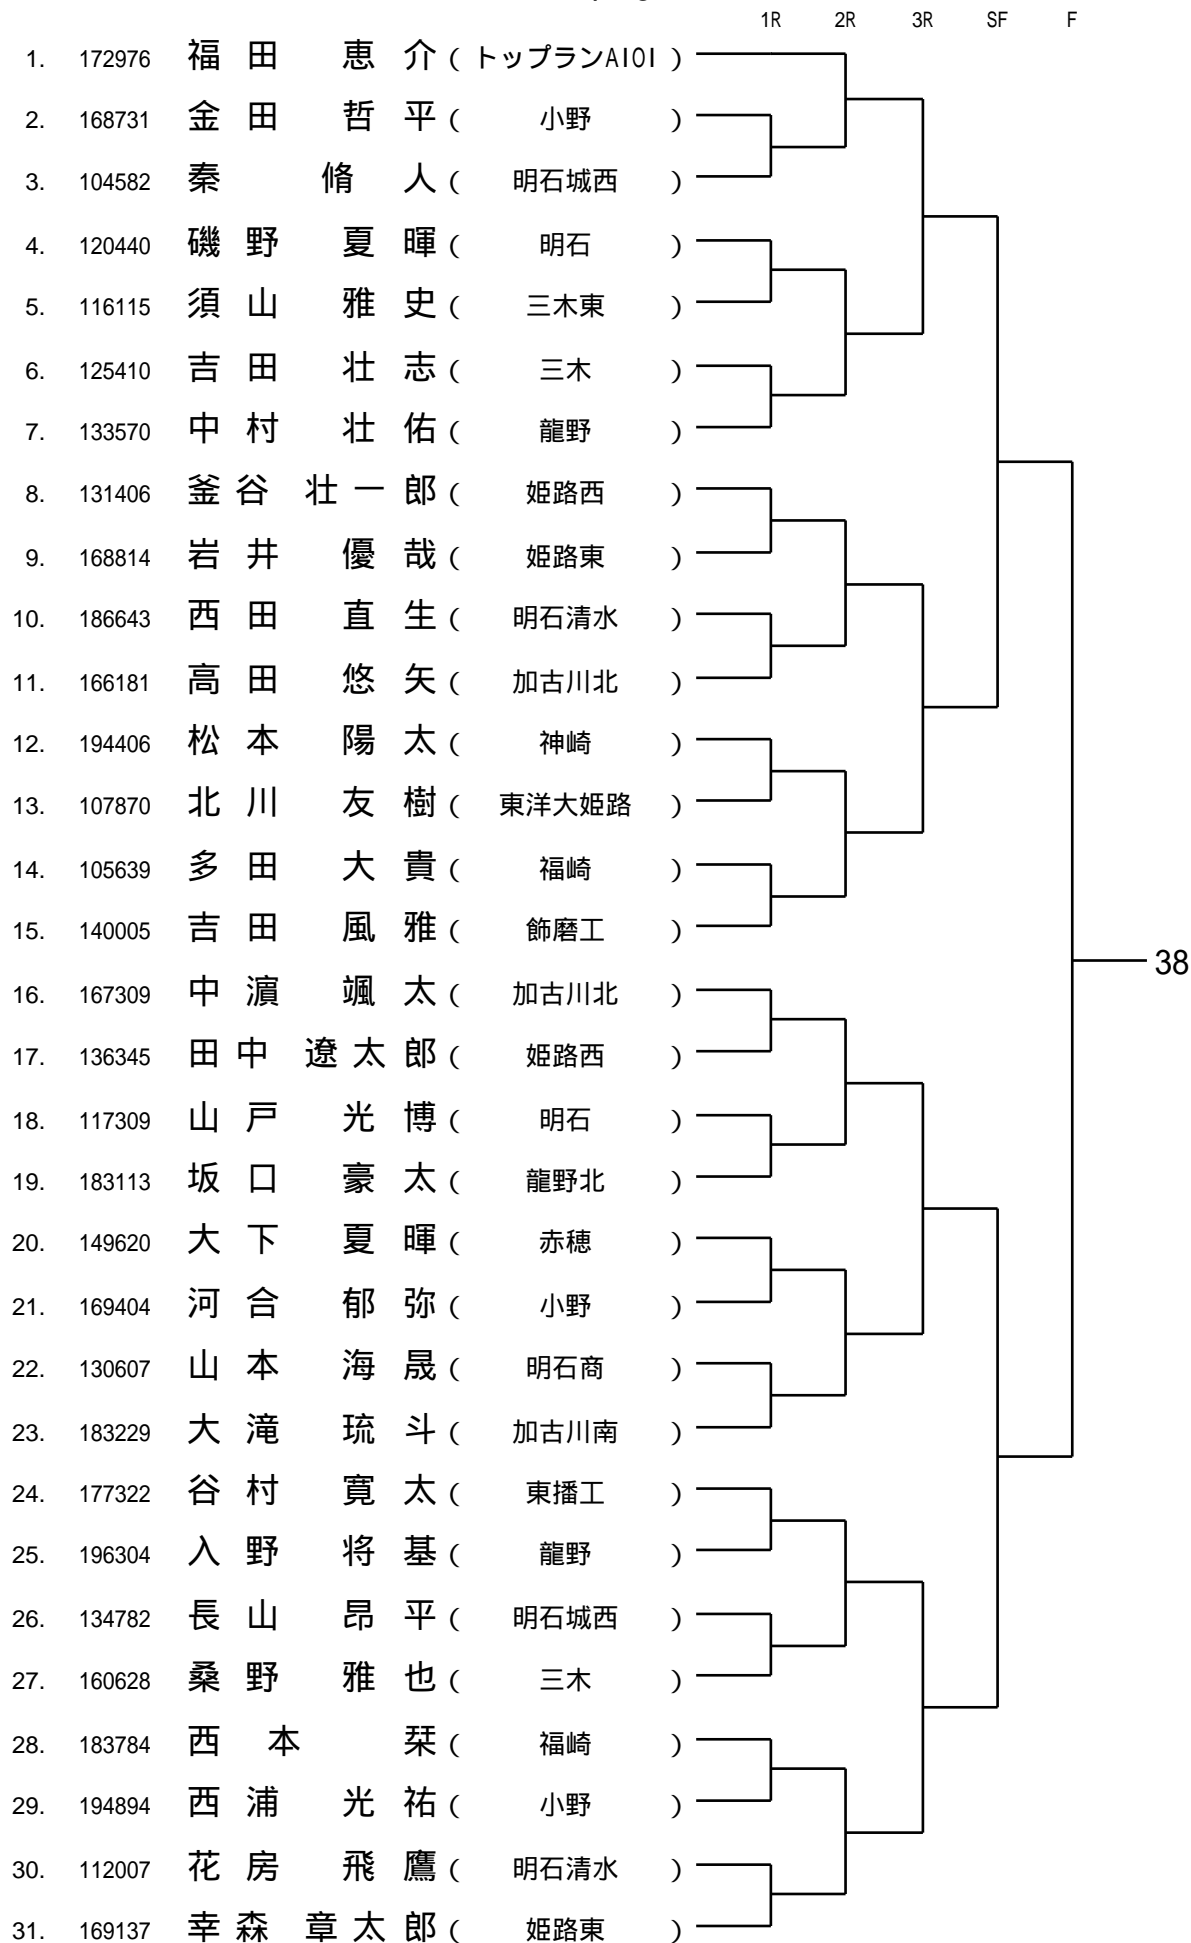 1R 2R 3R SF F
1. 172976 福田 恵介 ( トップランAIOI )
2. 168731 金田 哲平 ( 小野 )
3. 104582 秦 脩人 ( 明石城西 )
4. 120440 磯野 夏暉 ( 明石 )
5. 116115 須山 雅史 ( 三木東 )
6. 125410 吉田 壮志 ( 三木 )
7. 133570 中村 壮佑 ( 龍野 )
8. 131406 釜谷 壮一郎 ( 姫路西 )
9. 168814 岩井 優哉 ( 姫路東 )
10. 186643 西田 直生 ( 明石清水 )
11. 166181 高田 悠矢 ( 加古川北 )
12. 194406 松本 陽太 ( 神崎 )
13. 107870 北川 友樹 ( 東洋大姫路 )
14. 105639 多田 大貴 ( 福崎 )
15. 140005 吉田 風雅 ( 飾磨工 )
38
16. 167309 中濵 颯太 ( 加古川北 )
17. 136345 田中 遼太郎 ( 姫路西 )
18. 117309 山戸 光博 ( 明石 )
19. 183113 坂口 豪太 ( 龍野北 )
20. 149620 大下 夏暉 ( 赤穂 )
21. 169404 河合 郁弥 ( 小野 )
22. 130607 山本 海晟 ( 明石商 )
23. 183229 大滝 琉斗 ( 加古川南 )
24. 177322 谷村 寛太 ( 東播工 )
25. 196304 入野 将基 ( 龍野 )
26. 134782 長山 昂平 ( 明石城西 )
27. 160628 桑野 雅也 ( 三木 )
28. 183784 西本 栞 ( 福崎 )
29. 194894 西浦 光祐 ( 小野 )
30. 112007 花房 飛鷹 ( 明石清水 )
31. 169137 幸森 章太郎 ( 姫路東 )